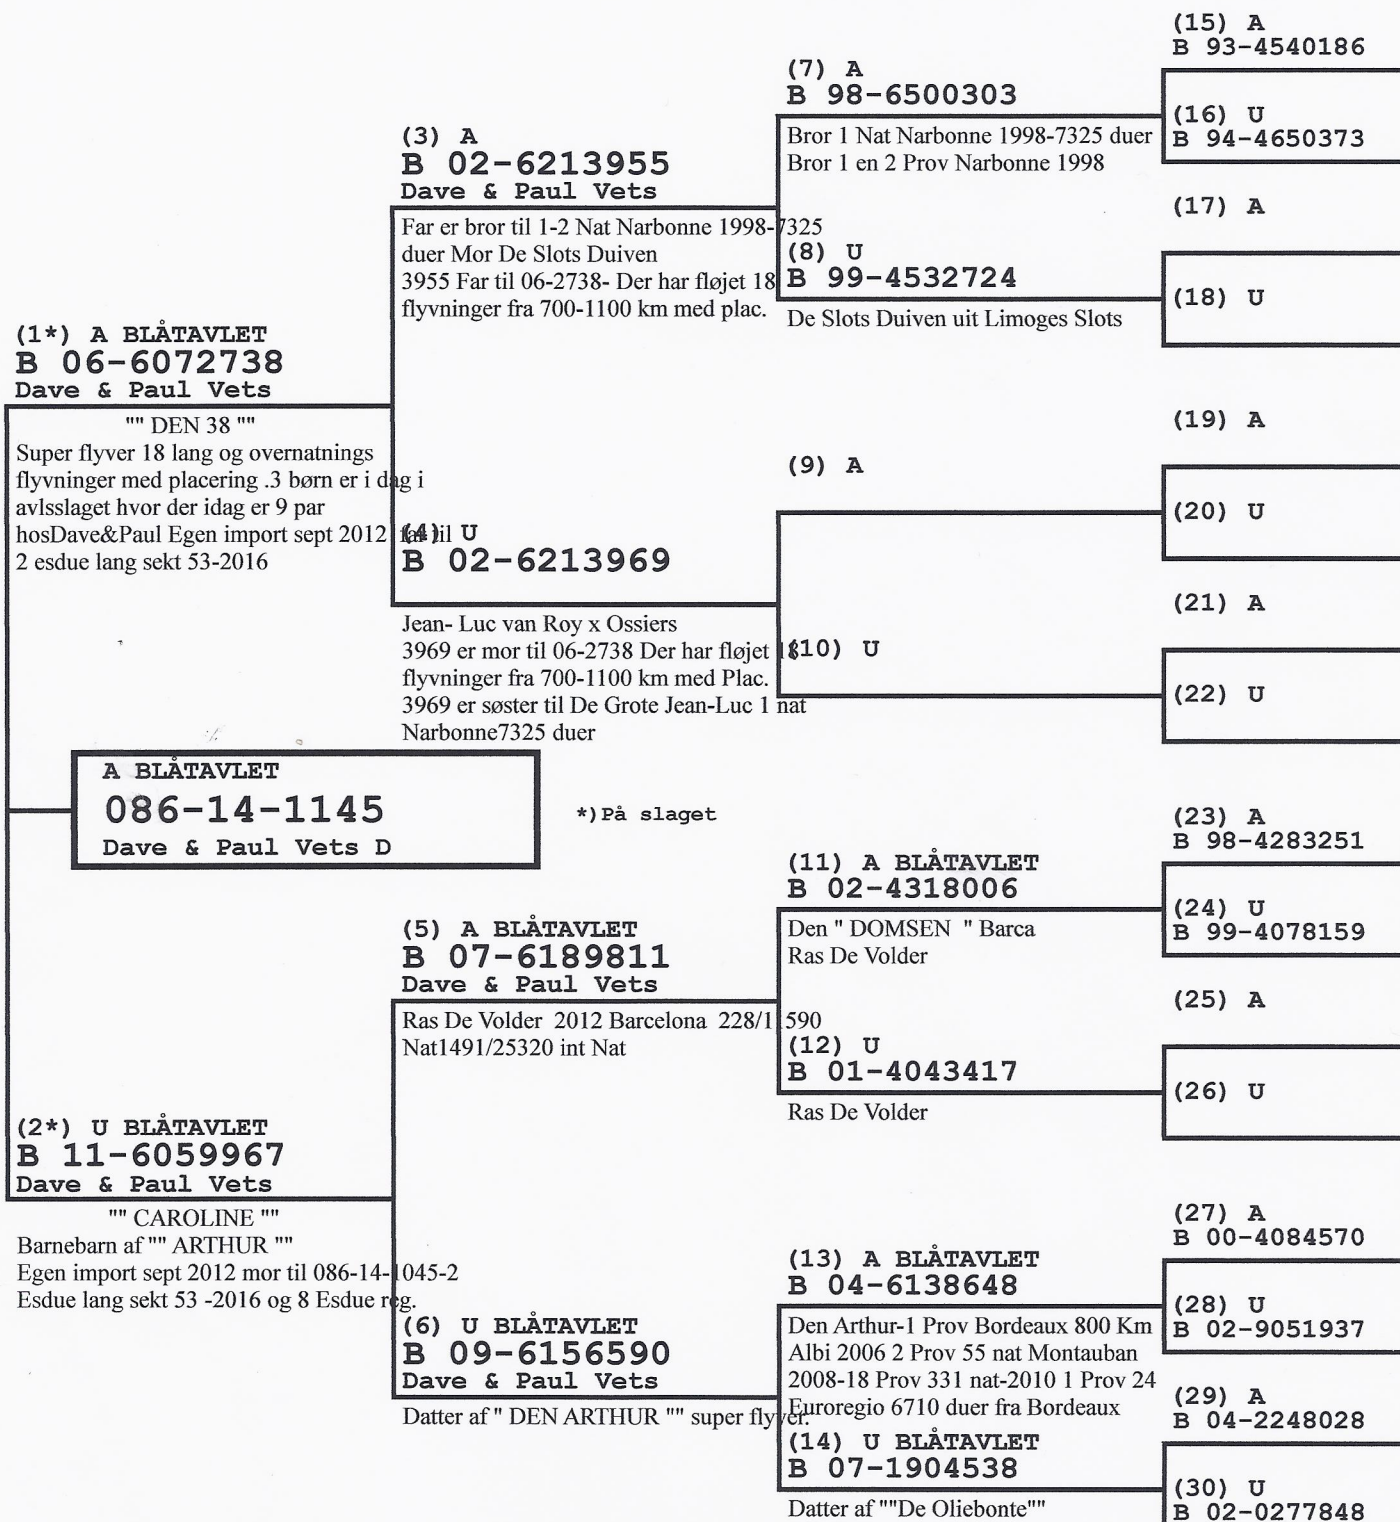 (1*) A BLÅTAVLET
B 06-6072738
Dave & Paul Vets
"" DEN 38 ""
Super flyver 18 lang og overnatnings
flyvninger med placering .3 børn er i dag i
avlsslaget hvor der idag er 9 par
hosDave&Paul Egen import sept 2012 far til
2 esdue lang sekt 53-2016
A BLÅTAVLET
086-14-1145
Dave & Paul Vets D
*)På slaget
(2*) U BLÅTAVLET
B 11-6059967
Dave & Paul Vets
"" CAROLINE ""
Barnebarn af "" ARTHUR ""
Egen import sept 2012 mor til 086-14-1045-2
Esdue lang sekt 53 -2016 og 8 Esdue reg.
(3) A
B 02-6213955
Dave & Paul Vets
Far er bror til 1-2 Nat Narbonne 1998-7325
duer Mor De Slots Duiven
3955 Far til 06-2738- Der har fløjet 18
flyvninger fra 700-1100 km med plac.
(4) U
B 02-6213969
Jean- Luc van Roy x Ossiers
3969 er mor til 06-2738 Der har fløjet 18
flyvninger fra 700-1100 km med Plac.
3969 er søster til De Grote Jean-Luc 1 nat
Narbonne7325 duer
(5) A BLÅTAVLET
B 07-6189811
Dave & Paul Vets
Ras De Volder 2012 Barcelona 228/11590
Nat1491/25320 int Nat
(6) U BLÅTAVLET
B 09-6156590
Dave & Paul Vets
Datter af " DEN ARTHUR "" super flyver.
(7) A
B 98-6500303
Bror 1 Nat Narbonne 1998-7325 duer
Bror 1 en 2 Prov Narbonne 1998
(8) U
B 99-4532724
De Slots Duiven uit Limoges Slots
(9) A
(10) U
(11) A BLÅTAVLET
B 02-4318006
Den " DOMSEN " Barca
Ras De Volder
(12) U
B 01-4043417
Ras De Volder
(13) A BLÅTAVLET
B 04-6138648
Den Arthur-1 Prov Bordeaux 800 Km
Albi 2006 2 Prov 55 nat Montauban
2008-18 Prov 331 nat-2010 1 Prov 24
Euroregio 6710 duer fra Bordeaux
(14) U BLÅTAVLET
B 07-1904538
Datter af ""De Oliebonte""
(15) A
B 93-4540186
(16) U
B 94-4650373
(17) A
(18) U
(19) A
(20) U
(21) A
(22) U
(23) A
B 98-4283251
(24) U
B 99-4078159
(25) A
(26) U
(27) A
B 00-4084570
(28) U
B 02-9051937
(29) A
B 04-2248028
(30) U
B 02-0277848